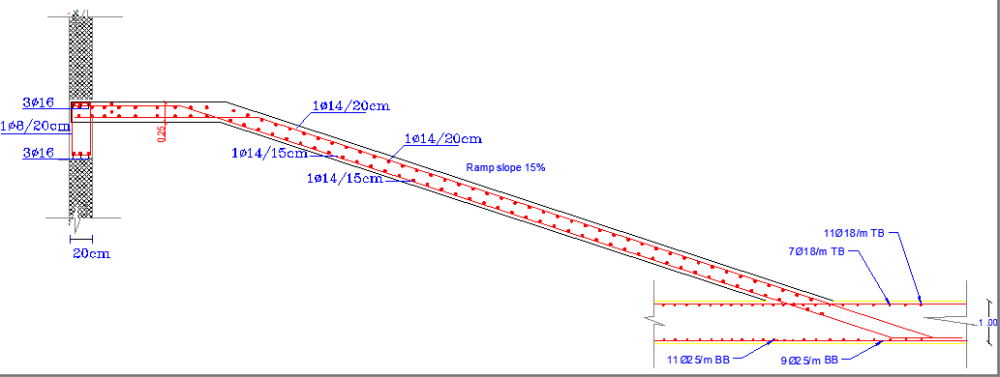 3ø16
1ø8/20cm
3ø16
20cm
0.25
1ø14/20cm
1ø14/20cm
1ø14/15cm
1ø14/15cm
Ramp slope 15%
11Ø18/m TB
7Ø18/m TB
1.00
11Ø25/m BB
9Ø25/m BB